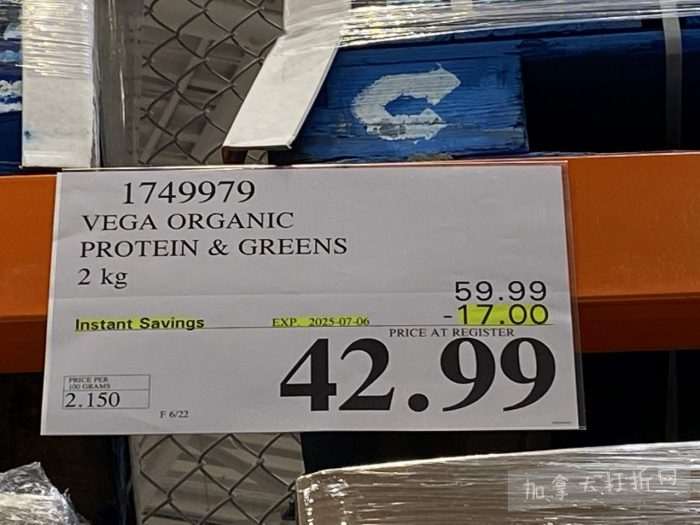 1749979
VEGA ORGANIC
PROTEIN & GREENS
2 kg
59.99
Instant Savings EXP. 2025-07-06 -17.00
PRICE AT REGISTER
42.99
PRICE PER
100 GRAMS
2.150
F 6/22
加拿大打折网